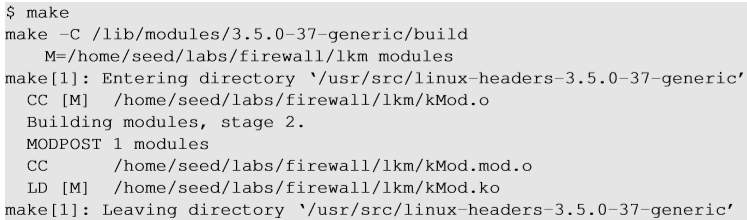 $ make
make -C /lib/modules/3.5.0-37-generic/build
M=/home/seed/labs/firewall/lkm modules
make[1]: Entering directory ‘/usr/src/linux-headers-3.5.0-37-generic’
CC [M] /home/seed/labs/firewall/lkm/kMod.o
Building modules, stage 2.
MODPOST 1 modules
CC /home/seed/labs/firewall/lkm/kMod.mod.o
LD [M] /home/seed/labs/firewall/lkm/kMod.ko
make[1]: Leaving directory ‘/usr/src/linux-headers-3.5.0-37-generic’